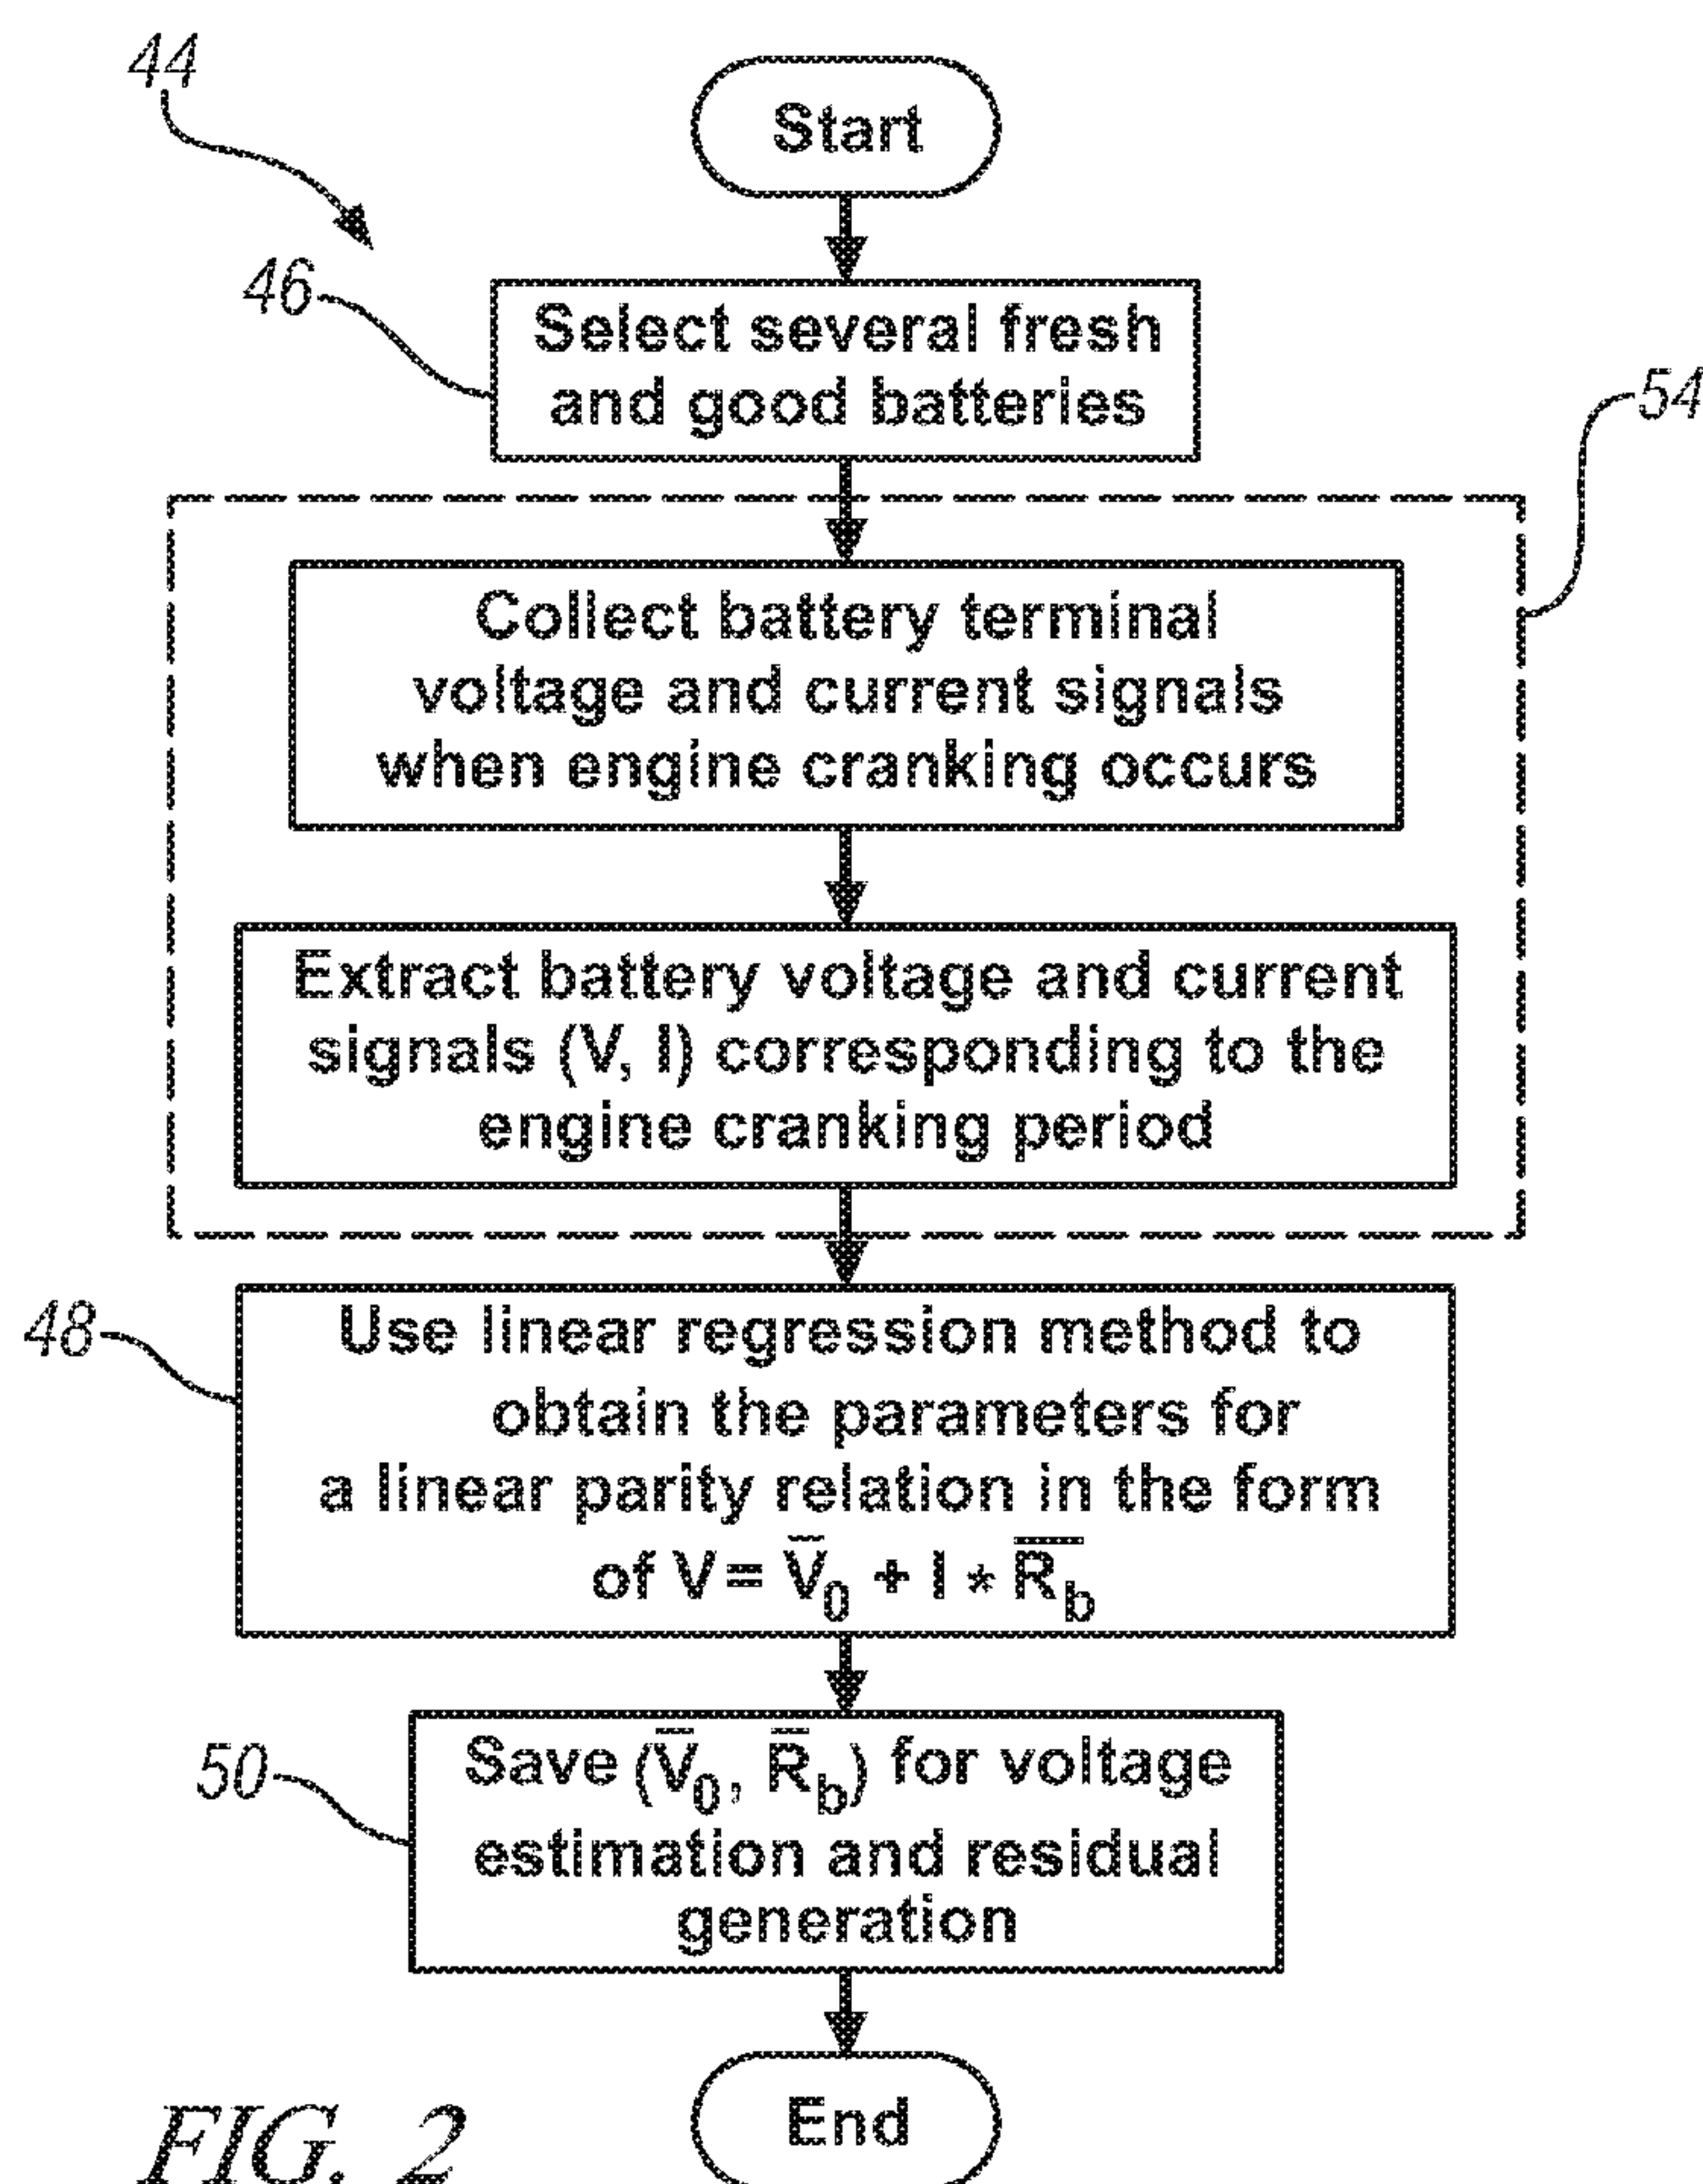 44
Start
46
Select several fresh
and good batteries
54
Collect battery terminal
voltage and current signals
when engine cranking occurs
Extract battery voltage and current
signals (V, I) corresponding to the
engine cranking period
48
Use linear regression method to
obtain the parameters for
a linear parity relation in the form
of V = V̅₀ + I * R̅_b
50
Save (V̅₀, R̅_b) for voltage
estimation and residual
generation
End
FIG. 2